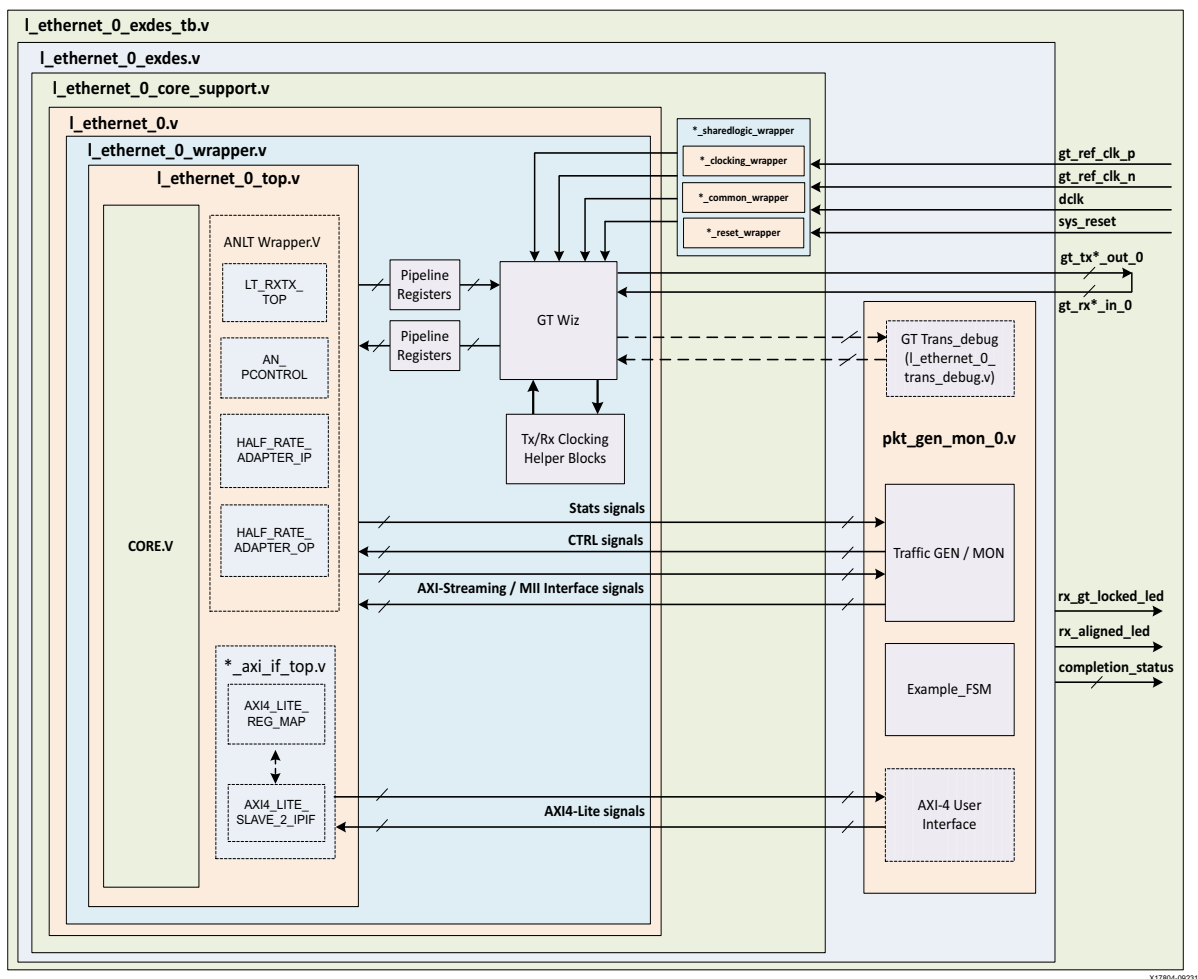 l_ethernet_0_exdes_tb.v
l_ethernet_0_exdes.v
l_ethernet_0_core_support.v
l_ethernet_0.v
l_ethernet_0_wrapper.v
l_ethernet_0_top.v
*_sharedlogic_wrapper
*_clocking_wrapper
*_common_wrapper
*_reset_wrapper
gt_ref_clk_p
gt_ref_clk_n
dclk
sys_reset
gt_tx*_out_0
gt_rx*_in_0
ANLT Wrapper.V
LT_RXTX_
TOP
AN_
PCONTROL
HALF_RATE_
ADAPTER_IP
HALF_RATE_
ADAPTER_OP
CORE.V
Pipeline
Registers
Pipeline
Registers
GT Wiz
Tx/Rx Clocking
Helper Blocks
GT Trans_debug
(l_ethernet_0_
trans_debug.v)
pkt_gen_mon_0.v
Stats signals
CTRL signals
AXI-Streaming / MII Interface signals
Traffic GEN / MON
rx_gt_locked_led
rx_aligned_led
completion_status
*_axi_if_top.v
AXI4_LITE_
REG_MAP
AXI4_LITE_
SLAVE_2_IPIF
Example_FSM
AXI4-Lite signals
AXI-4 User
Interface